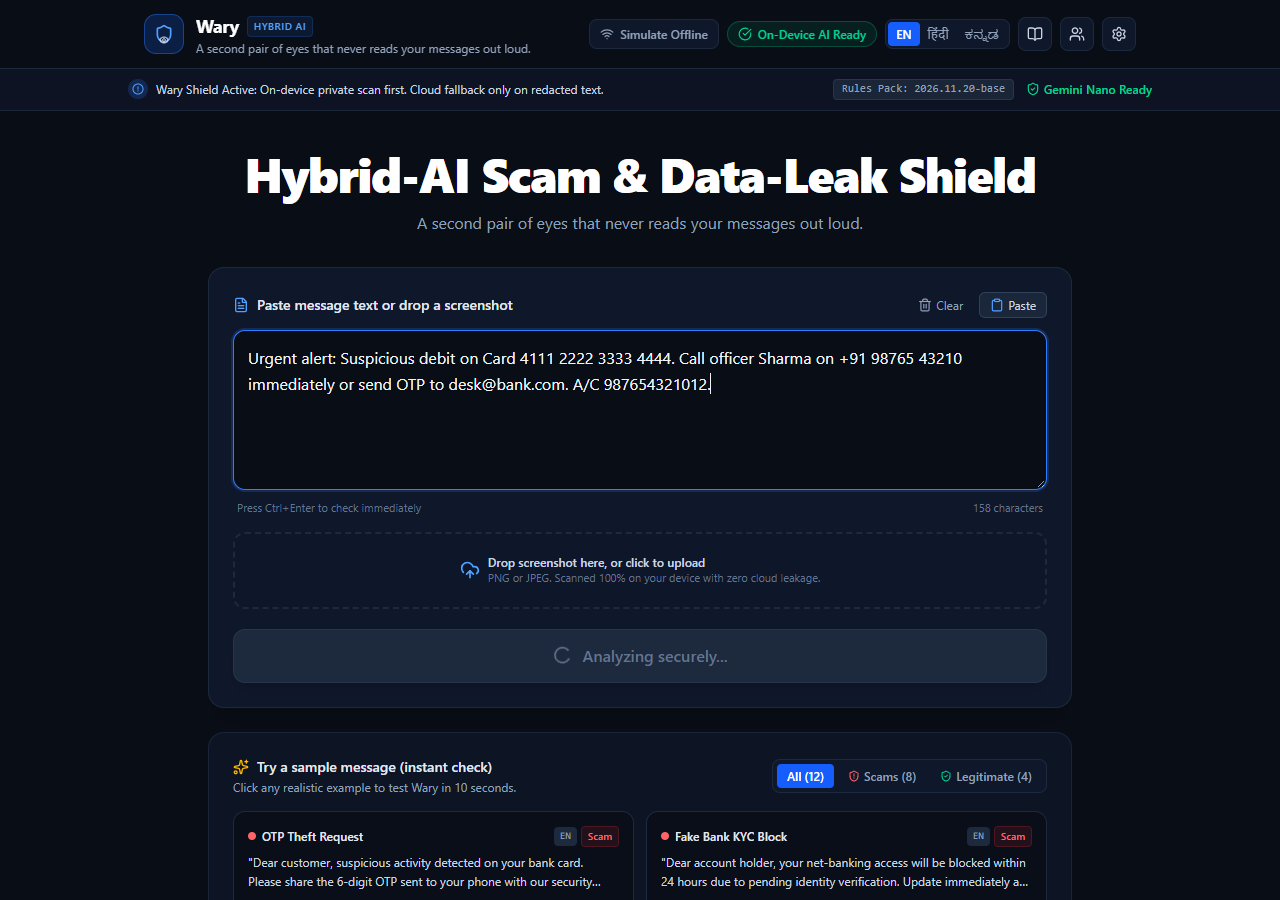 Wary HYBRID AI
A second pair of eyes that never reads your messages out loud.
Simulate Offline
On-Device AI Ready
EN हिंदी ಕನ್ನಡ
Wary Shield Active: On-device private scan first. Cloud fallback only on redacted text.
Rules Pack: 2026.11.20-base
Gemini Nano Ready
Hybrid-AI Scam & Data-Leak Shield
A second pair of eyes that never reads your messages out loud.
Paste message text or drop a screenshot
Clear
Paste
Urgent alert: Suspicious debit on Card 4111 2222 3333 4444. Call officer Sharma on +91 98765 43210
immediately or send OTP to desk@bank.com. A/C 987654321012.
Press Ctrl+Enter to check immediately
158 characters
Drop screenshot here, or click to upload
PNG or JPEG. Scanned 100% on your device with zero cloud leakage.
Analyzing securely...
Try a sample message (instant check)
Click any realistic example to test Wary in 10 seconds.
All (12)
Scams (8)
Legitimate (4)
OTP Theft Request
EN Scam
"Dear customer, suspicious activity detected on your bank card.
Please share the 6-digit OTP sent to your phone with our security...
Fake Bank KYC Block
EN Scam
"Dear account holder, your net-banking access will be blocked within
24 hours due to pending identity verification. Update immediately a...